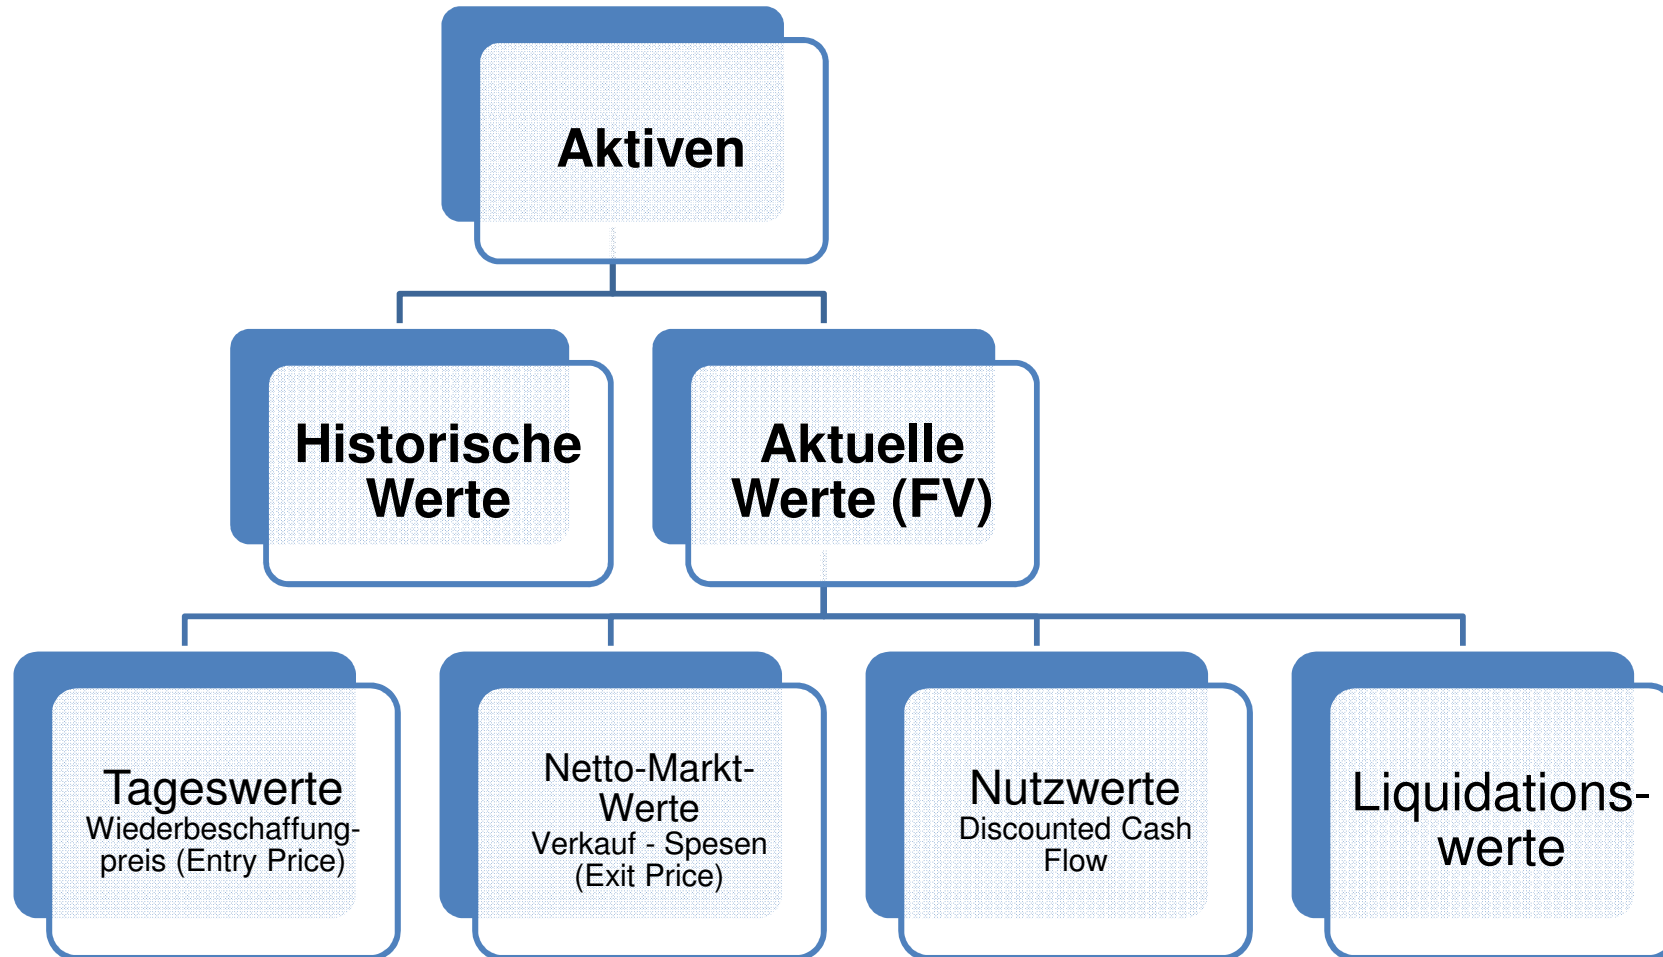 Aktiven
Historische
Werte
Aktuelle
Werte (FV)
Tageswerte
Wiederbeschaffung-
preis (Entry Price)
Netto-Markt-
Werte
Verkauf - Spesen
(Exit Price)
Nutzwerte
Discounted Cash
Flow
Liquidations-
werte